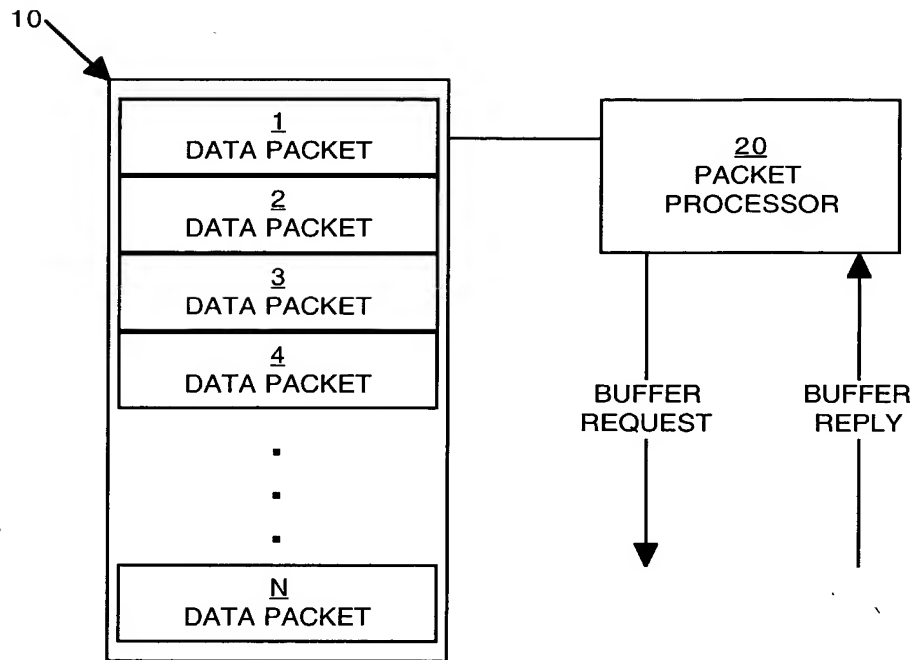 10
1
DATA PACKET
2
DATA PACKET
3
DATA PACKET
4
DATA PACKET
N
DATA PACKET
20
PACKET
PROCESSOR
BUFFER
REQUEST
BUFFER
REPLY